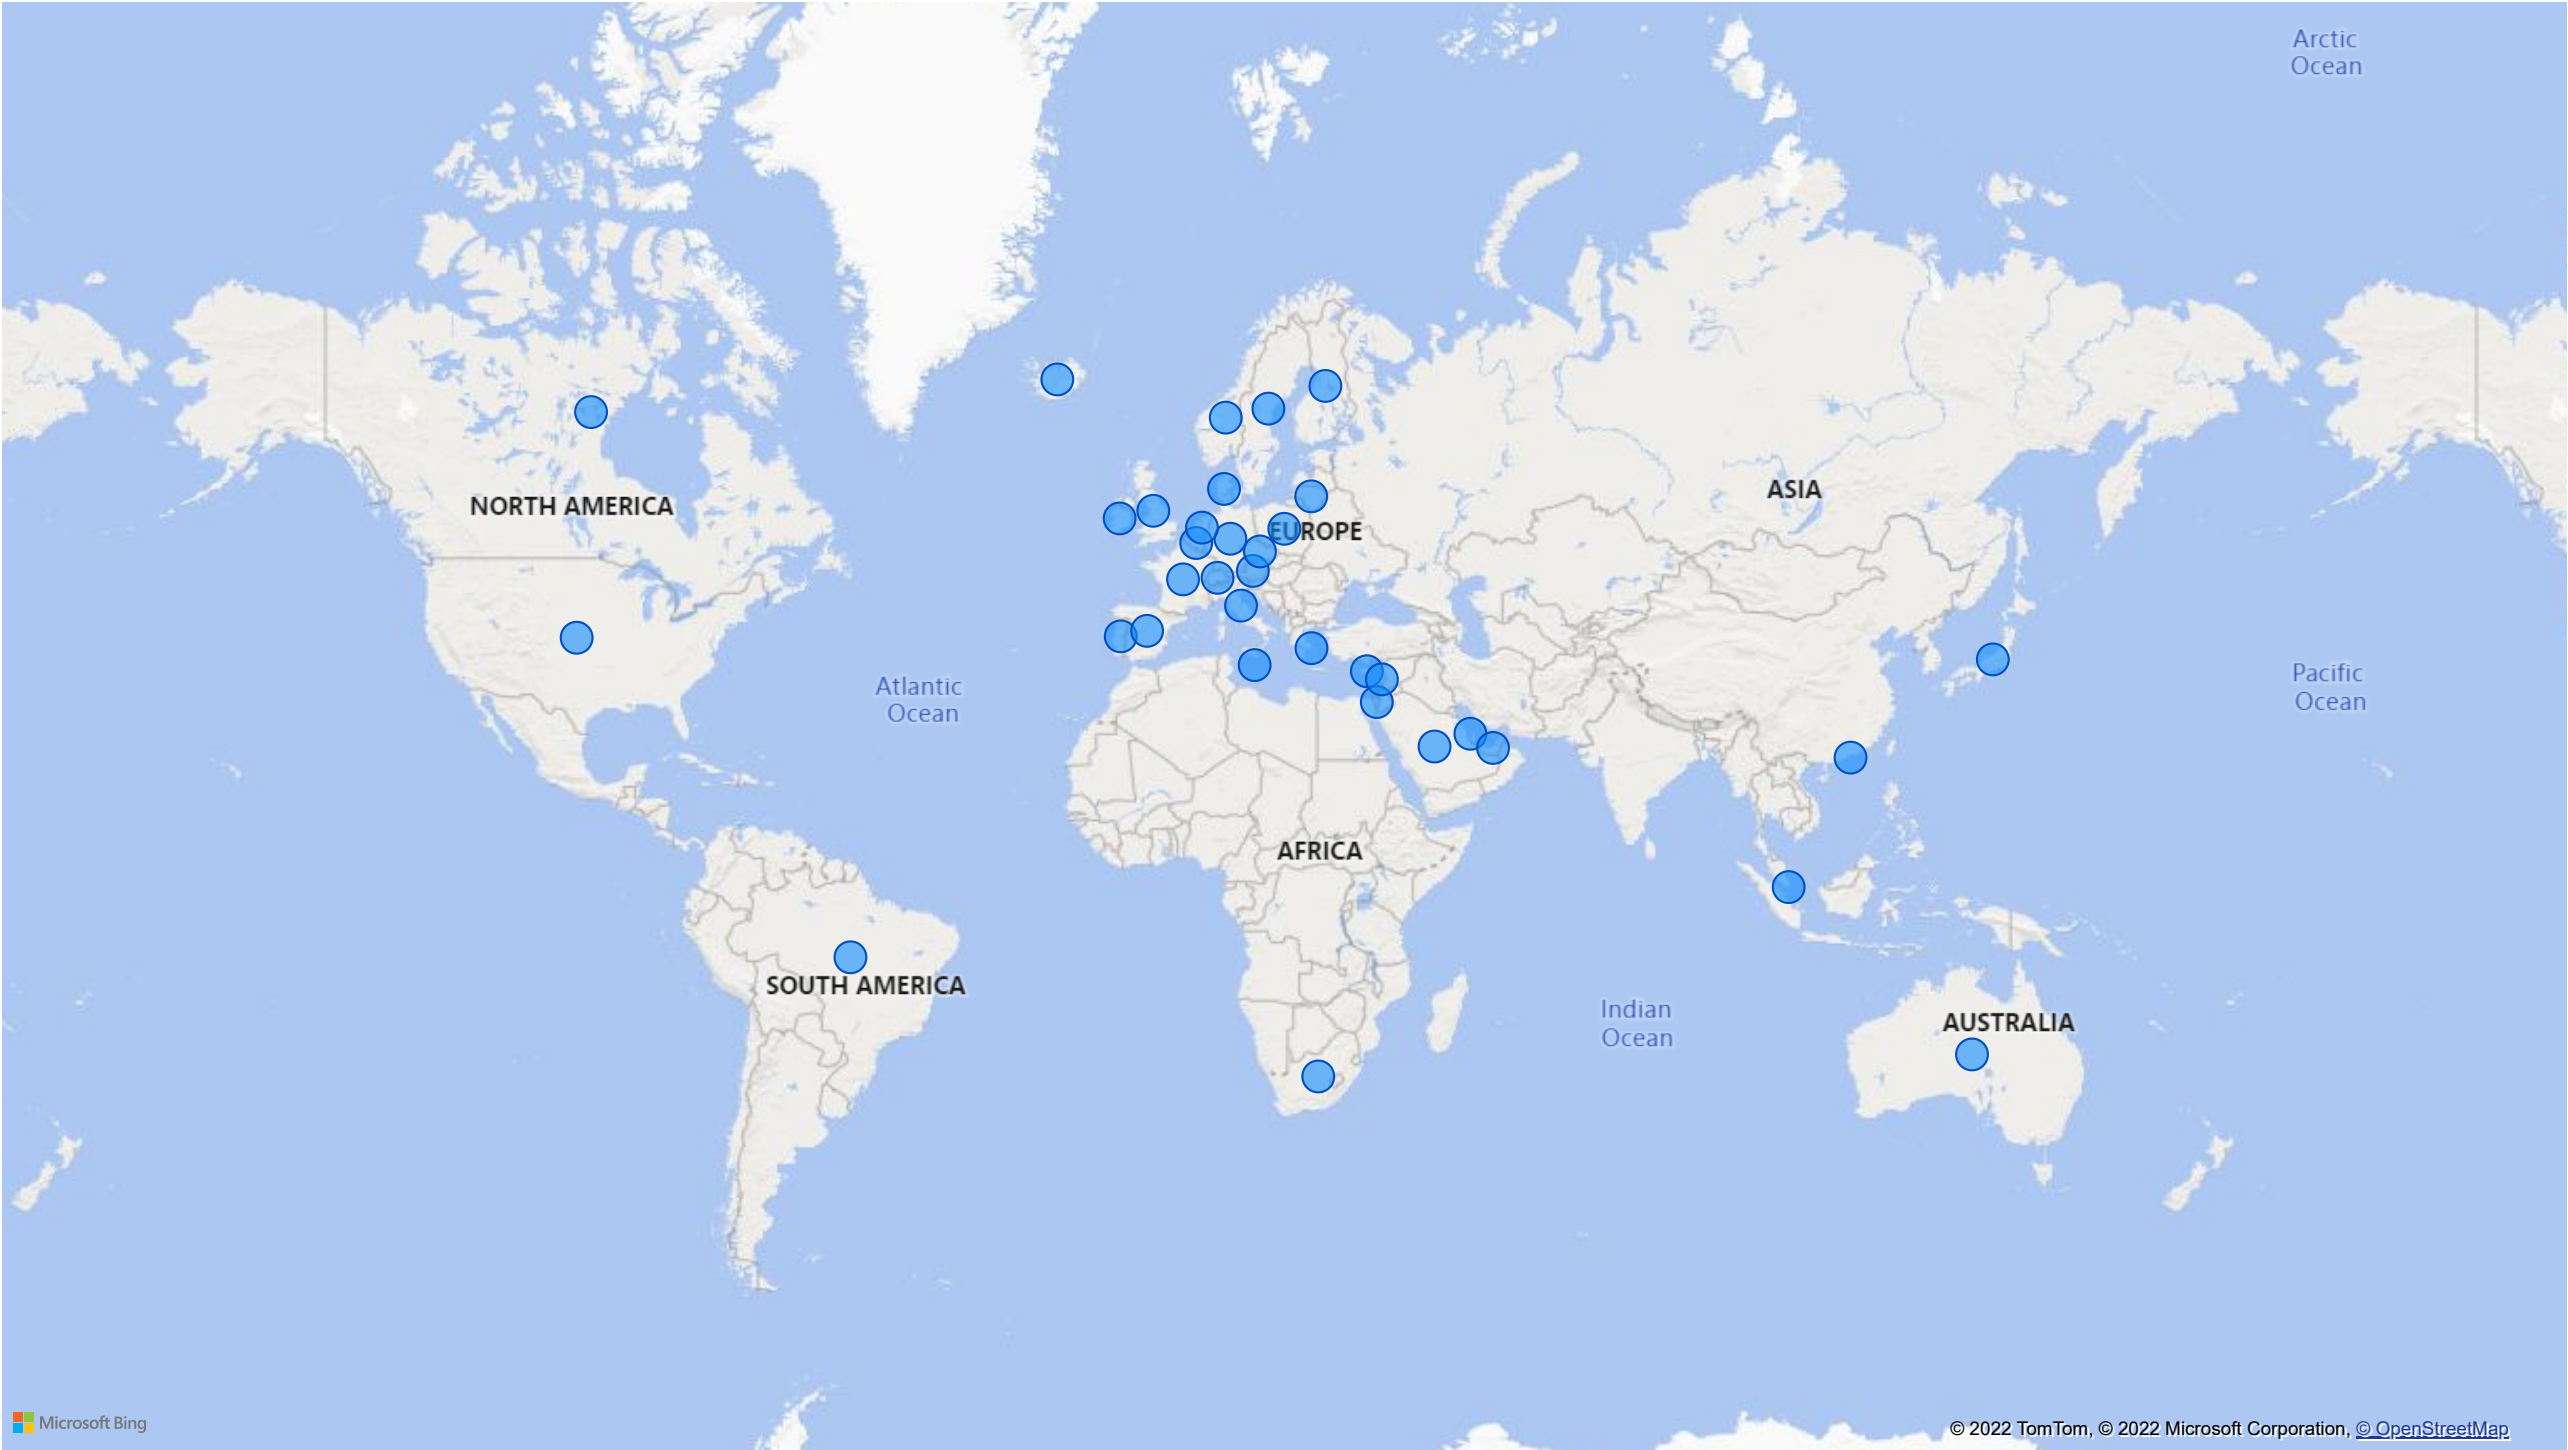 Arctic
Ocean
NORTH AMERICA
ASIA
EUROPE
Atlantic
Ocean
Pacific
Ocean
AFRICA
SOUTH AMERICA
Indian
Ocean
AUSTRALIA
Microsoft Bing
© 2022 TomTom, © 2022 Microsoft Corporation, © OpenStreetMap